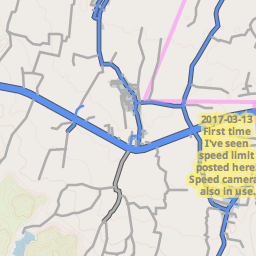 2017-03-13
First time
I've seen
speed limit
posted here.
Speed camera
also in use.